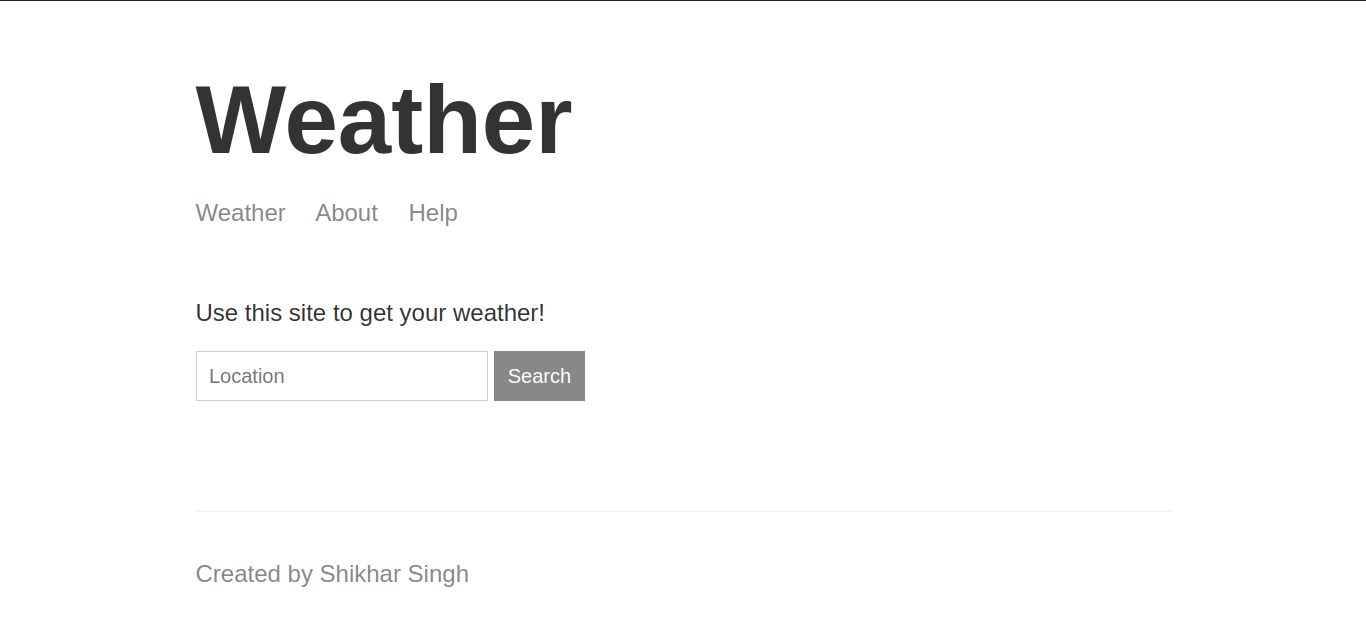 Weather
Weather About Help
Use this site to get your weather!
Location Search
Created by Shikhar Singh